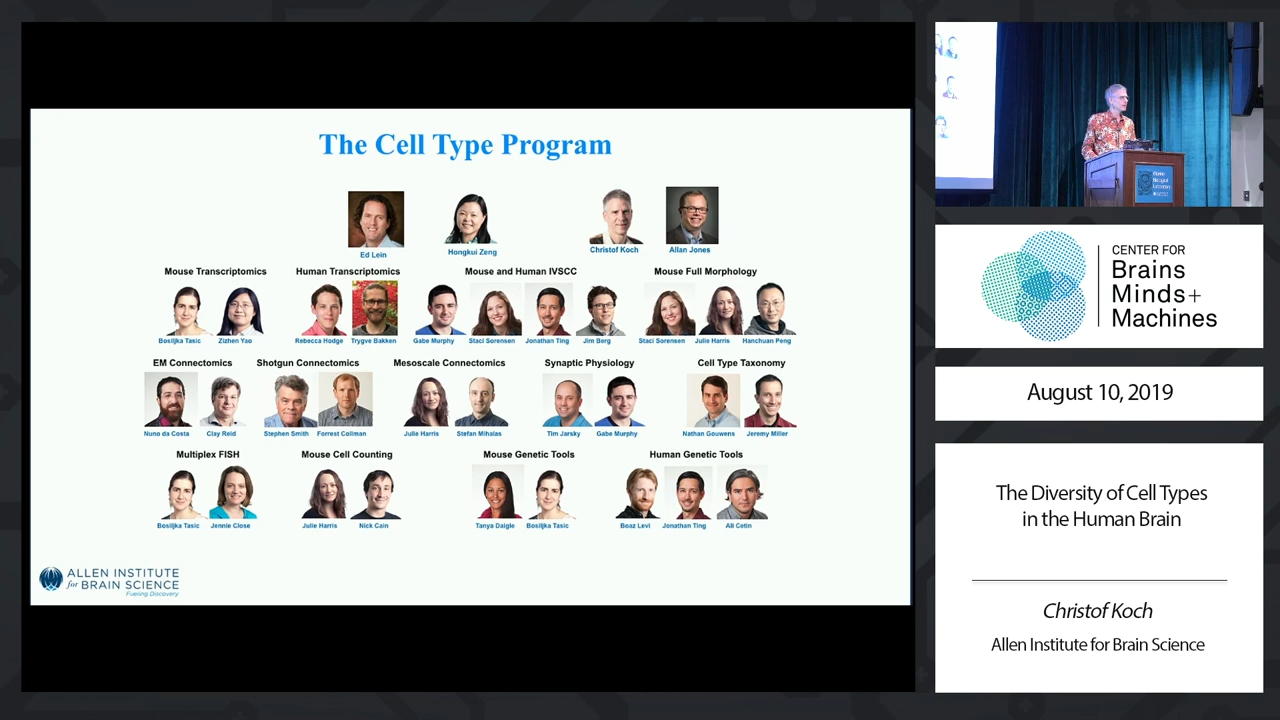 The Cell Type Program
Ed Lein
Hongkui Zeng
Christof Koch
Allan Jones
Mouse Transcriptomics
Human Transcriptomics
Mouse and Human IVSCC
Mouse Full Morphology
Bosiljka Tasic
Zizhen Yao
Rebecca Hodge
Trygve Bakken
Gabe Murphy
Staci Sorensen
Jonathan Ting
Jim Berg
Staci Sorensen
Julie Harris
Hanchuan Peng
EM Connectomics
Shotgun Connectomics
Mesoscale Connectomics
Synaptic Physiology
Cell Type Taxonomy
Nuno da Costa
Clay Reid
Stephen Smith
Forrest Collman
Julie Harris
Stefan Mihalas
Tim Jarsky
Gabe Murphy
Nathan Gouwens
Jeremy Miller
Multiplex FISH
Mouse Cell Counting
Mouse Genetic Tools
Human Genetic Tools
Bosiljka Tasic
Jennie Close
Julie Harris
Nick Cain
Tanya Daigle
Bosiljka Tasic
Boaz Levi
Jonathan Ting
Ali Cetin
ALLEN INSTITUTE
for BRAIN SCIENCE
Fueling Discovery
CENTER FOR
Brains
Minds+
Machines
August 10, 2019
The Diversity of Cell Types
in the Human Brain
Christof Koch
Allen Institute for Brain Science